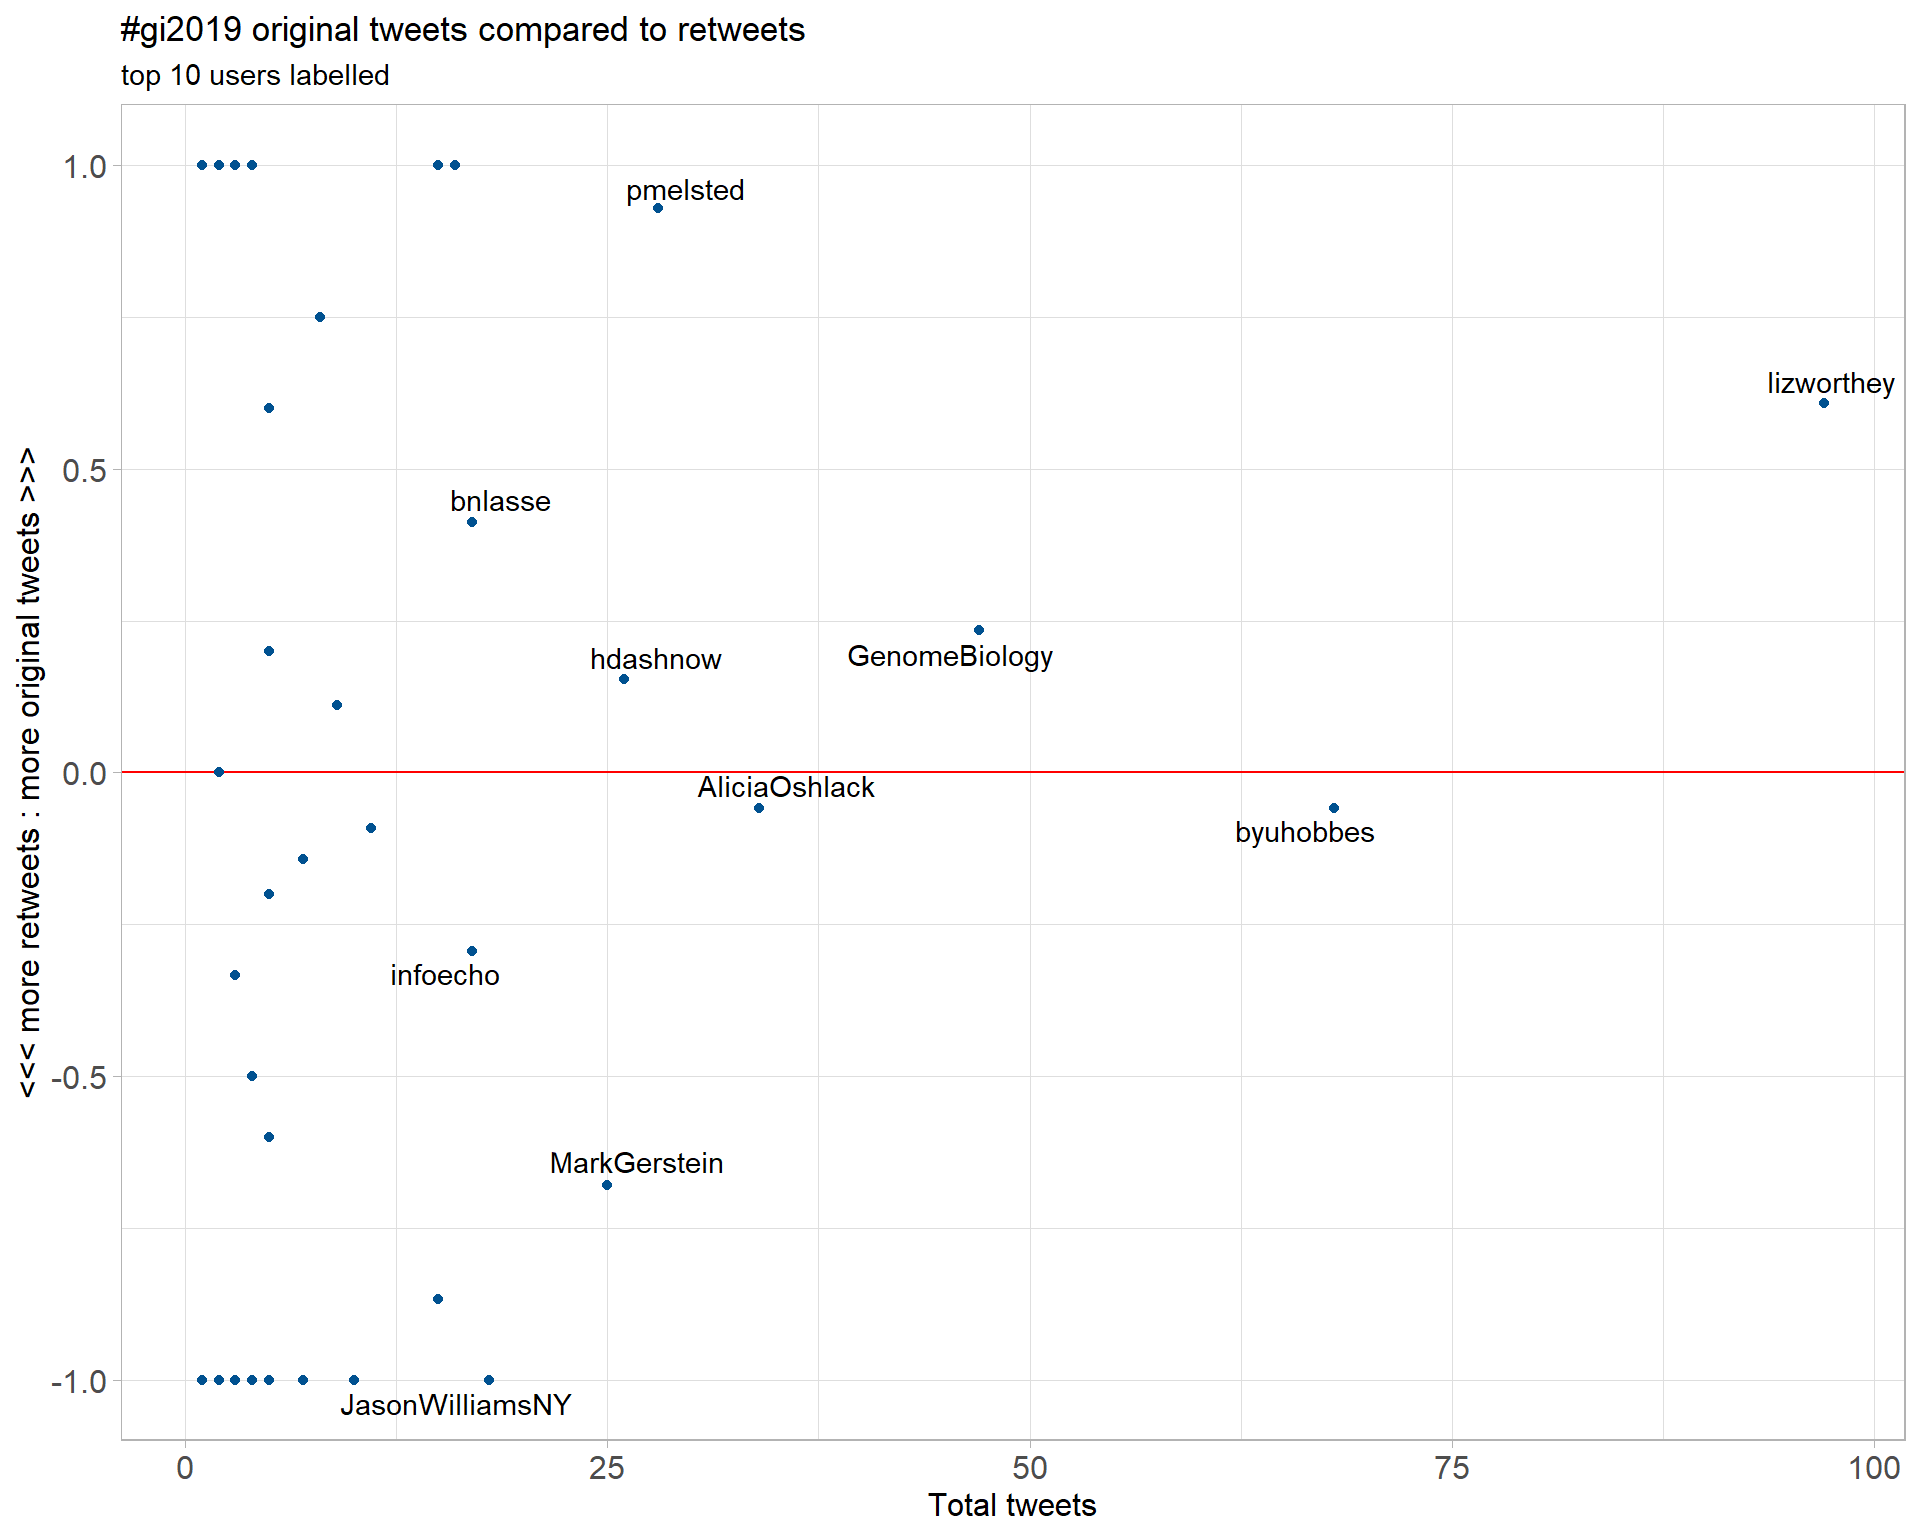 #gi2019 original tweets compared to retweets
top 10 users labelled
<<< more retweets : more original tweets >>>
1.0
0.5
0.0
-0.5
-1.0
pmelsted
lizworthey
bnlasse
GenomeBiology
hdashnow
AliciaOshlack
byuhobbes
infoecho
MarkGerstein
JasonWilliamsNY
0 25 50 75 100
Total tweets